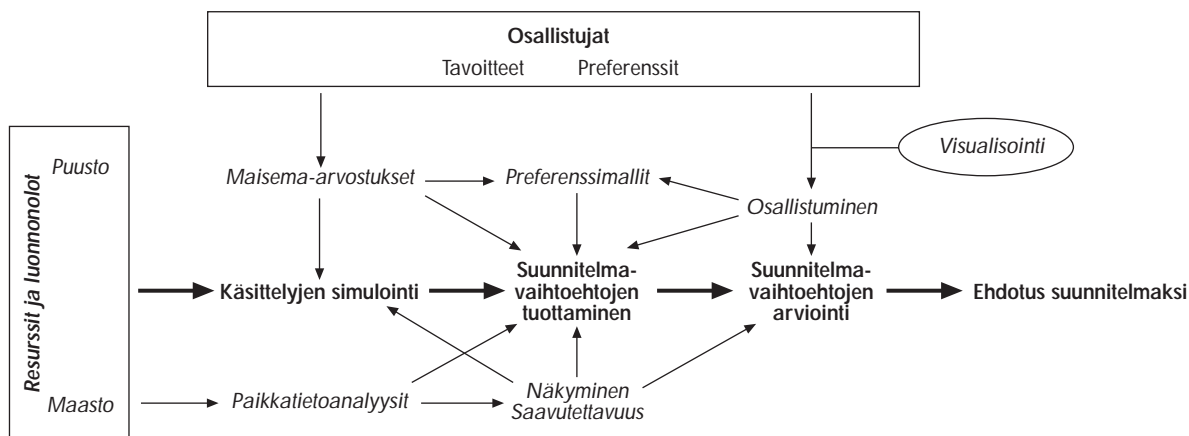 Osallistujat
Tavoitteet Preferenssit
Resurssit ja luonnonolot
Puusto
Maasto
Visualisointi
Maisema-arvostukset
Preferenssimallit
Osallistuminen
Käsittelyjen simulointi
Suunnitelma-
vaihtoehtojen
tuottaminen
Suunnitelma-
vaihtoehtojen
arviointi
Ehdotus suunnitelmaksi
Paikkatietoanalyysit
Näkyminen
Saavutettavuus